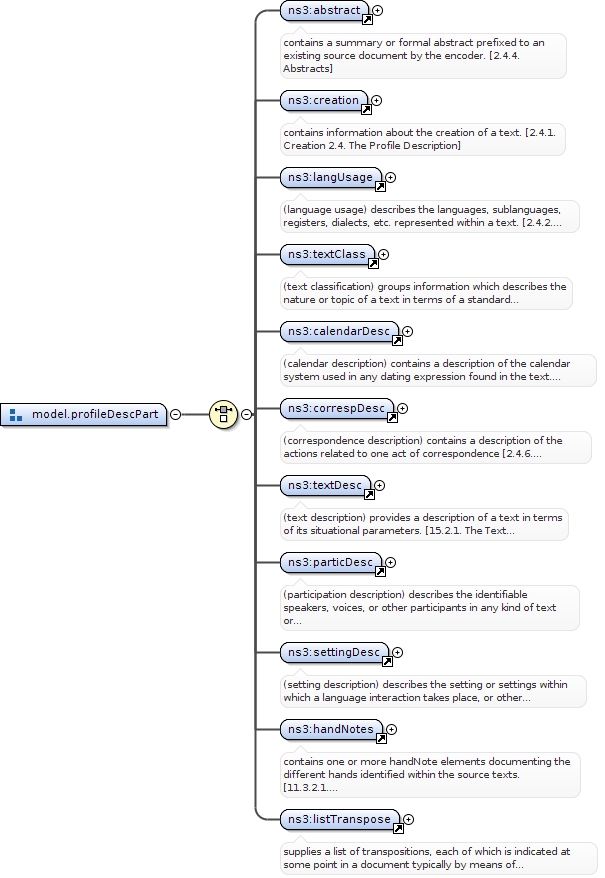 ns3:abstract
contains a summary or formal abstract prefixed to an
existing source document by the encoder. [2.4.4.
Abstracts]
ns3:creation
contains information about the creation of a text. [2.4.1.
Creation 2.4. The Profile Description]
ns3:langUsage
(language usage) describes the languages, sublanguages,
registers, dialects, etc. represented within a text. [2.4.2....
ns3:textClass
(text classification) groups information which describes the
nature or topic of a text in terms of a standard...
ns3:calendarDesc
(calendar description) contains a description of the calendar
system used in any dating expression found in the text....
model.profileDescPart
ns3:correspDesc
(correspondence description) contains a description of the
actions related to one act of correspondence [2.4.6....
ns3:textDesc
(text description) provides a description of a text in terms
of its situational parameters. [15.2.1. The Text...
ns3:particDesc
(participation description) describes the identifiable
speakers, voices, or other participants in any kind of text
or...
ns3:settingDesc
(setting description) describes the setting or settings within
which a language interaction takes place, or other...
ns3:handNotes
contains one or more handNote elements documenting the
different hands identified within the source texts.
[11.3.2.1....
ns3:listTranspose
supplies a list of transpositions, each of which is indicated at
some point in a document typically by means of...